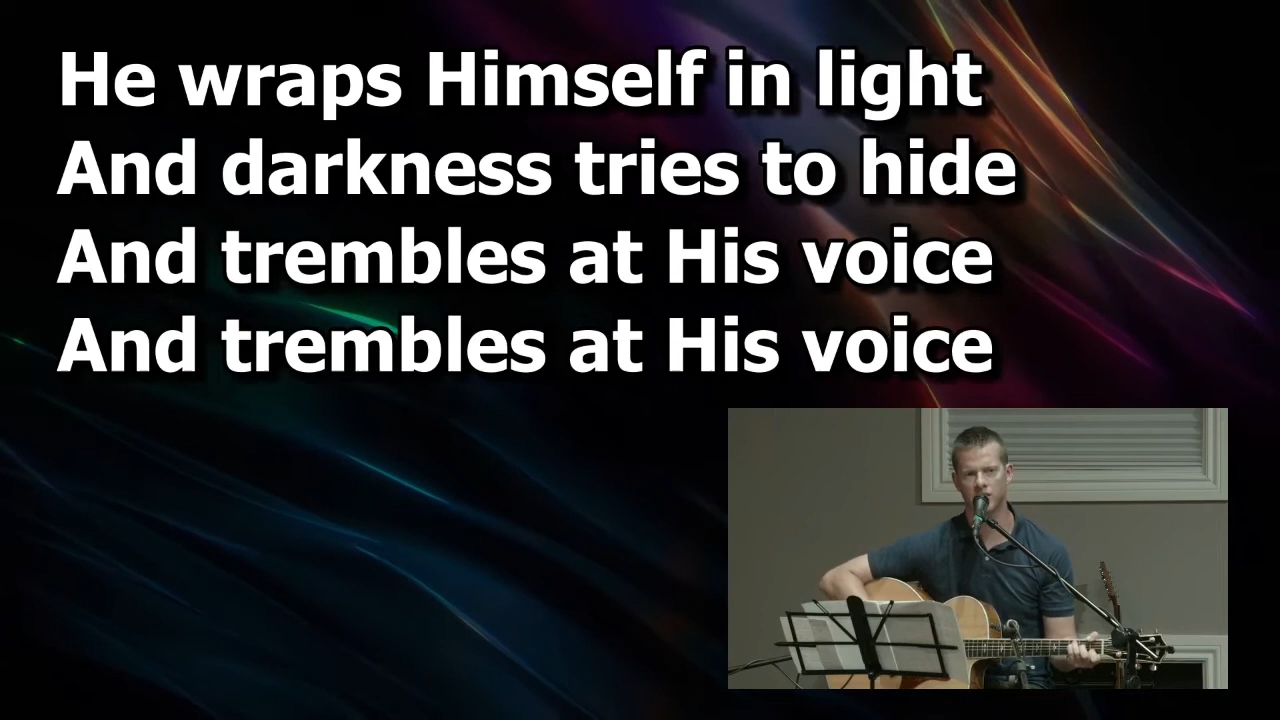 He wraps Himself in light
And darkness tries to hide
And trembles at His voice
And trembles at His voice